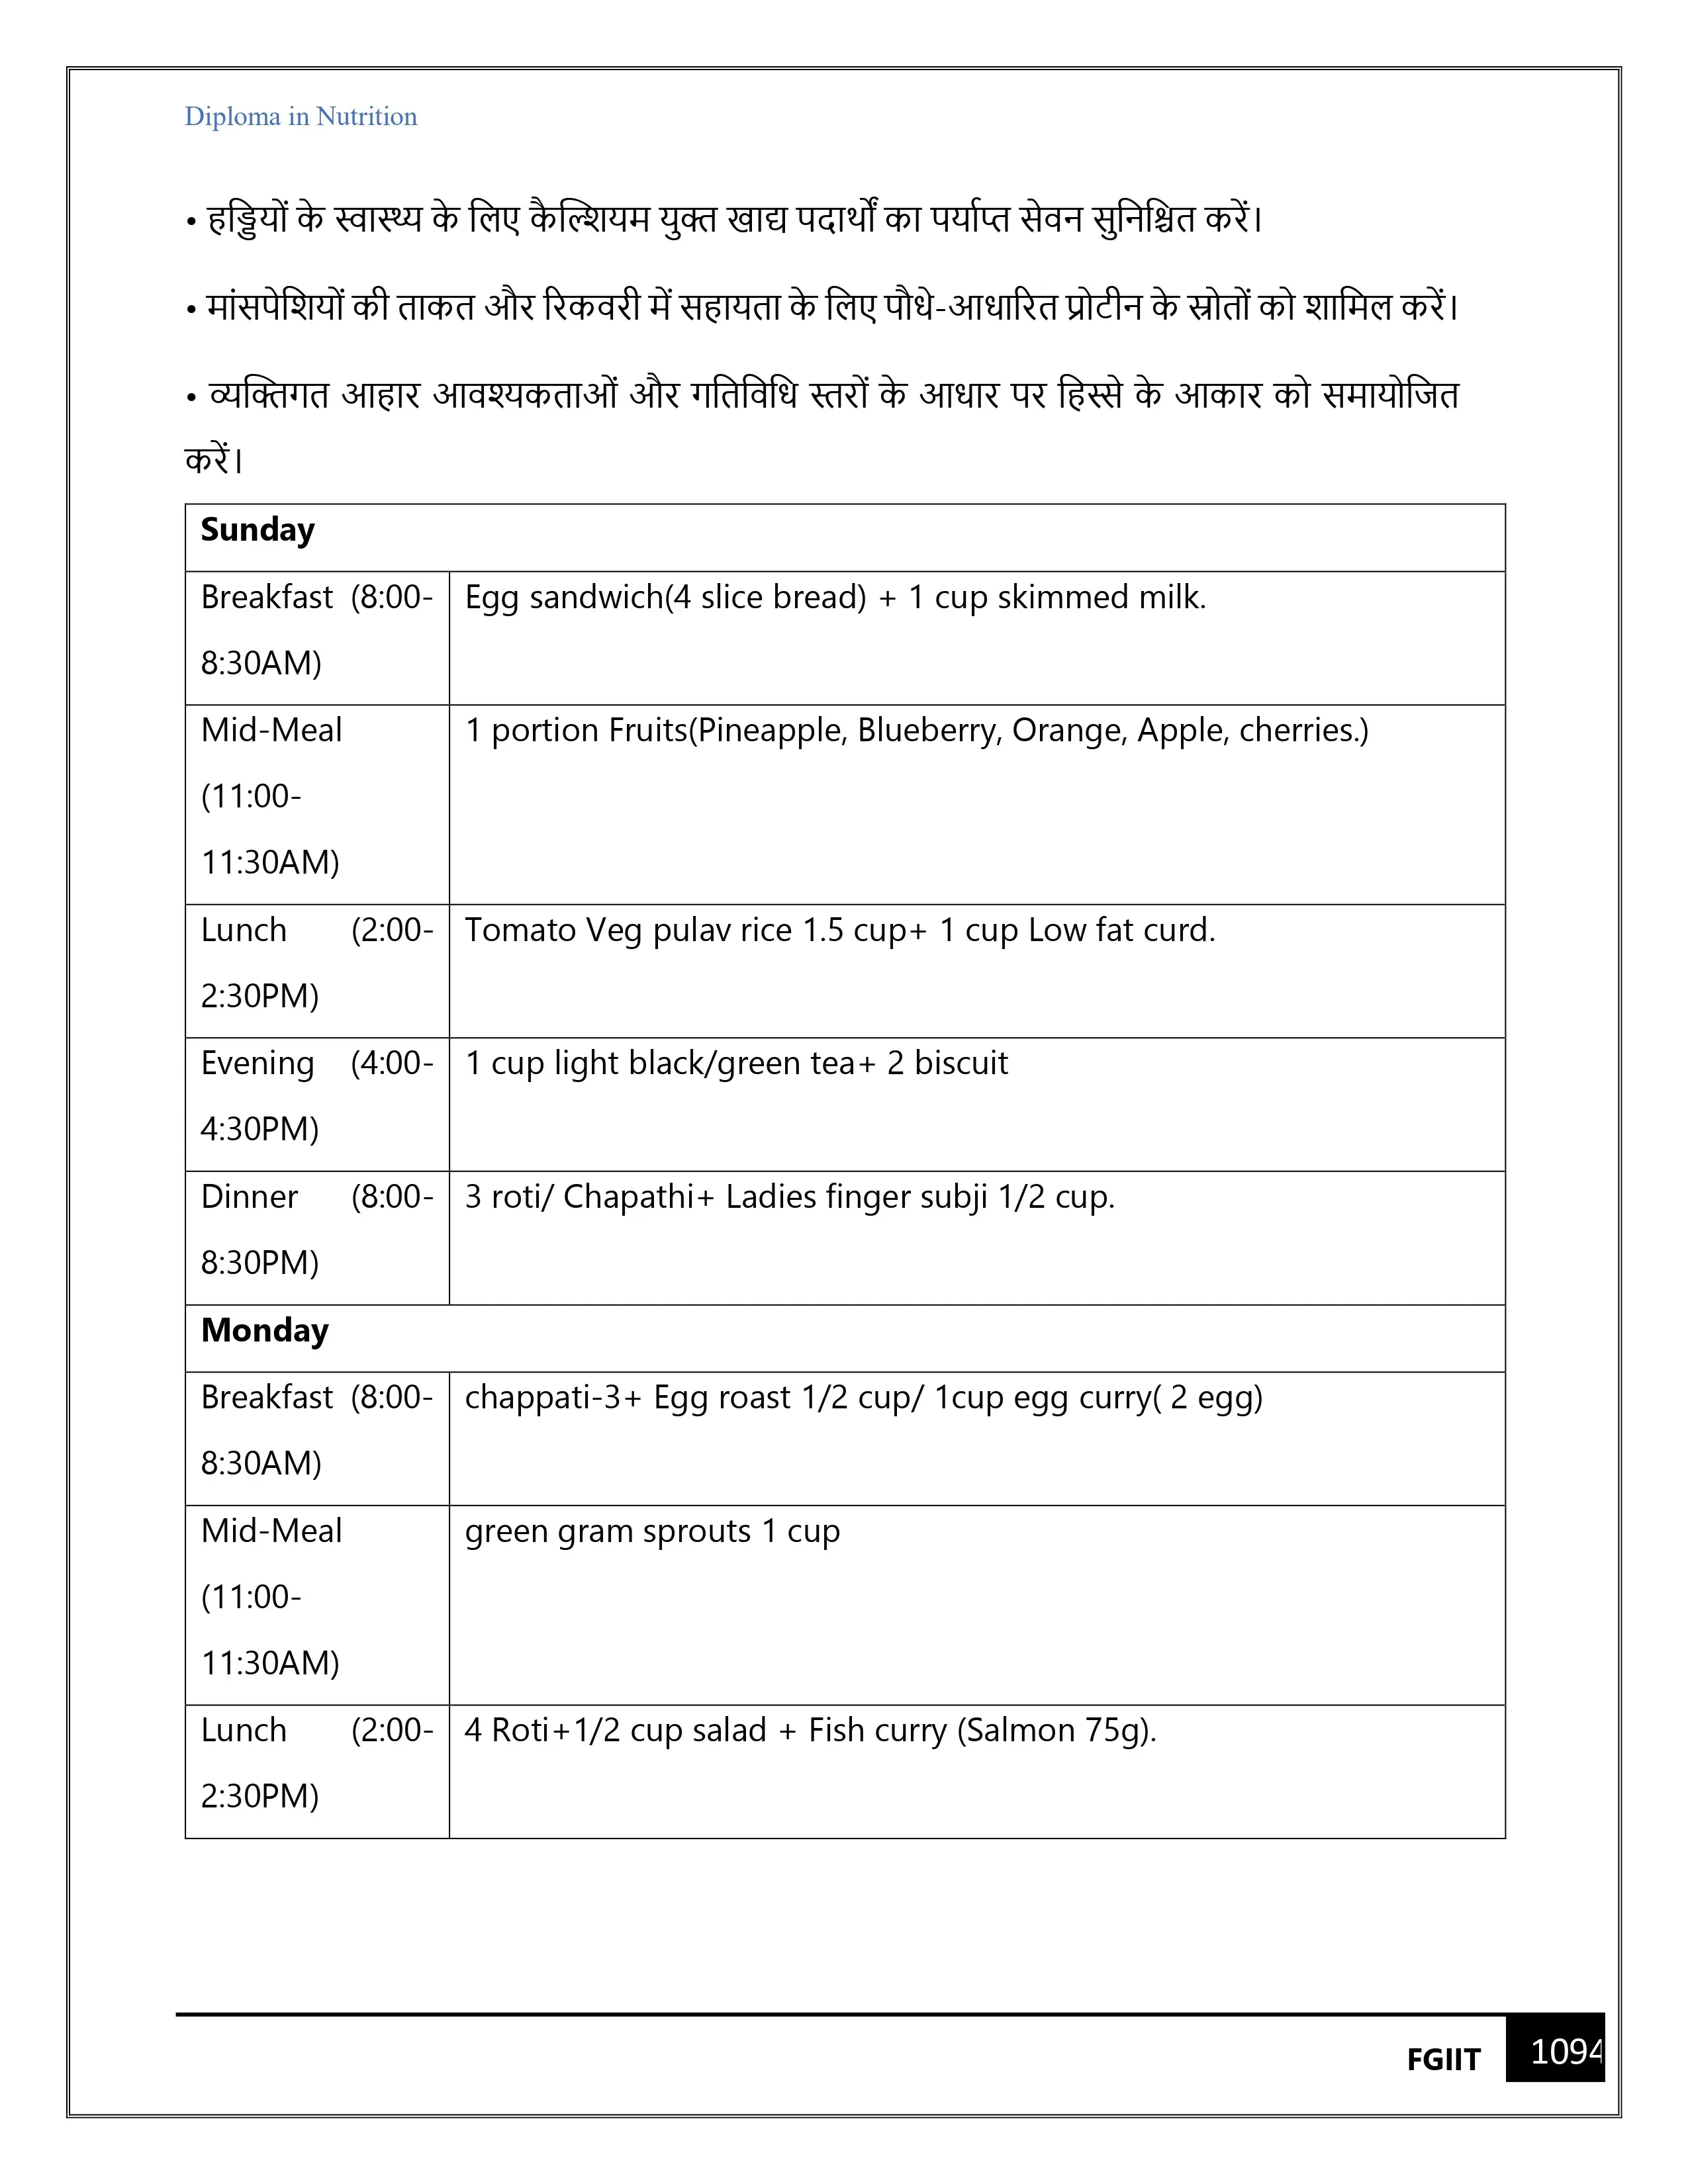 Diploma in Nutrition
• हड्डियों के स्वास्थ्य के लिए कैल्शियम युक्त खाद्य पदार्थों का पर्याप्त सेवन सुनिश्चित करें।
• मांसपेशियों की ताकत और रिकवरी में सहायता के लिए पौधे-आधारित प्रोटीन के स्रोतों को शामिल करें।
• व्यक्तिगत आहार आवश्यकताओं और गतिविधि स्तरों के आधार पर हिस्से के आकार को समायोजित
करें।
Sunday
Breakfast (8:00-
8:30AM)
Egg sandwich(4 slice bread) + 1 cup skimmed milk.
Mid-Meal
(11:00-
11:30AM)
1 portion Fruits(Pineapple, Blueberry, Orange, Apple, cherries.)
Lunch (2:00-
2:30PM)
Tomato Veg pulav rice 1.5 cup+ 1 cup Low fat curd.
Evening (4:00-
4:30PM)
1 cup light black/green tea+ 2 biscuit
Dinner (8:00-
8:30PM)
3 roti/ Chapathi+ Ladies finger subji 1/2 cup.
Monday
Breakfast (8:00-
8:30AM)
chappati-3+ Egg roast 1/2 cup/ 1cup egg curry( 2 egg)
Mid-Meal
(11:00-
11:30AM)
green gram sprouts 1 cup
Lunch (2:00-
2:30PM)
4 Roti+1/2 cup salad + Fish curry (Salmon 75g).
FGIIT 1094